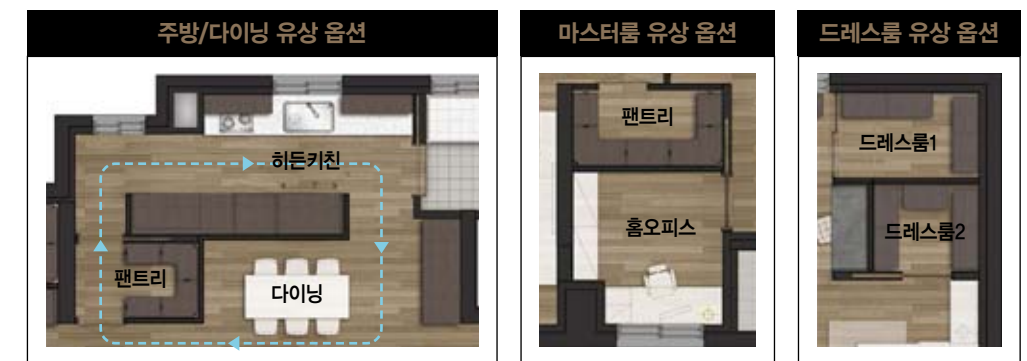 주방/다이닝 유상 옵션
히든키친
팬트리
다이닝
마스터룸 유상 옵션
팬트리
홈오피스
드레스룸 유상 옵션
드레스룸1
드레스룸2